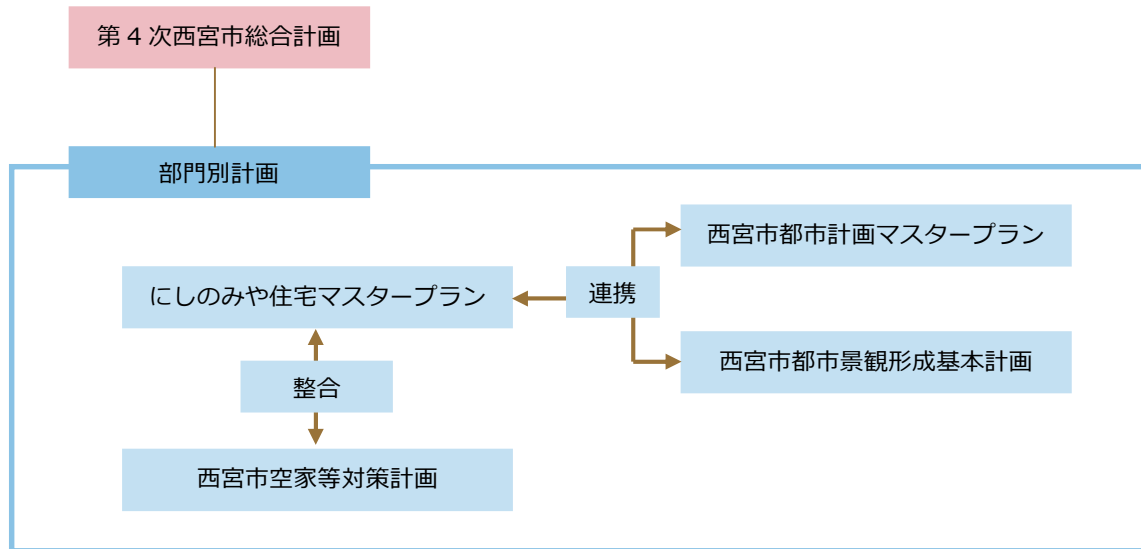 第4次西宮市総合計画
部門別計画
西宮市都市計画マスタープラン
にしのみや住宅マスタープラン
連携
西宮市都市景観形成基本計画
整合
西宮市空家等対策計画